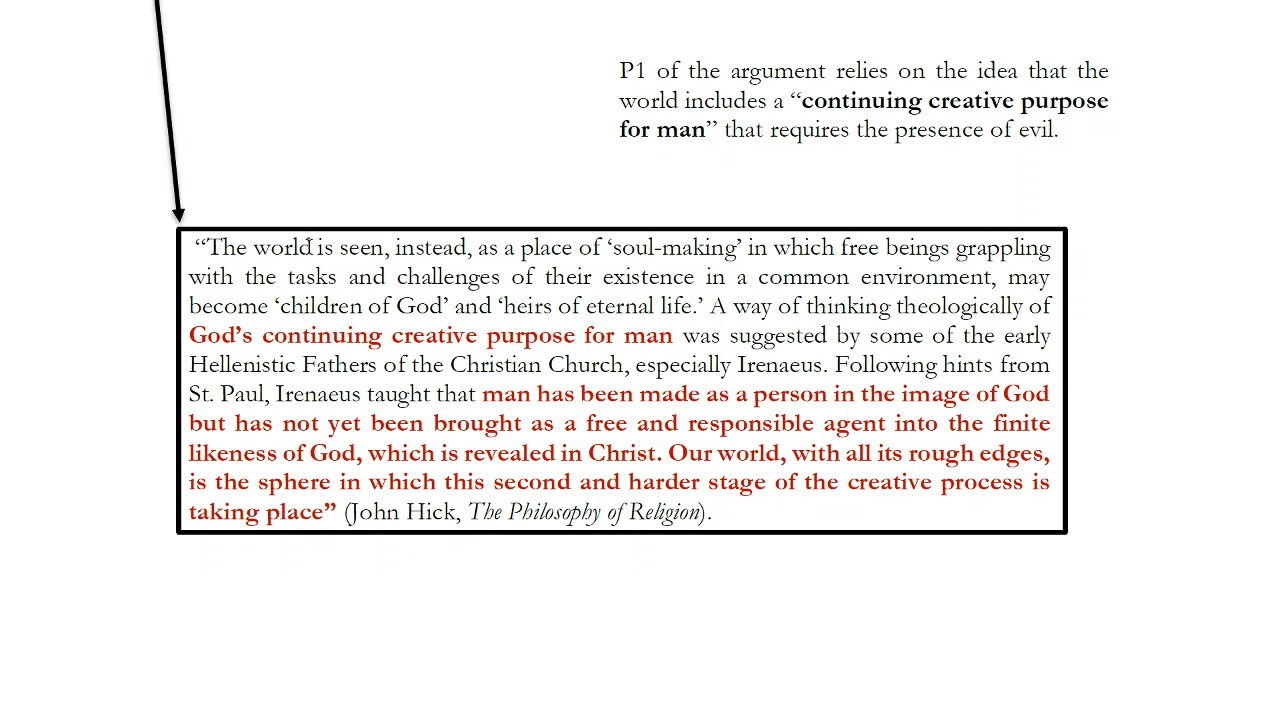 P1 of the argument relies on the idea that the
world includes a “continuing creative purpose
for man” that requires the presence of evil.
“The world is seen, instead, as a place of ‘soul-making’ in which free beings grappling
with the tasks and challenges of their existence in a common environment, may
become ‘children of God’ and ‘heirs of eternal life.’ A way of thinking theologically of
God’s continuing creative purpose for man was suggested by some of the early
Hellenistic Fathers of the Christian Church, especially Irenaeus. Following hints from
St. Paul, Irenaeus taught that man has been made as a person in the image of God
but has not yet been brought as a free and responsible agent into the finite
likeness of God, which is revealed in Christ. Our world, with all its rough edges,
is the sphere in which this second and harder stage of the creative process is
taking place” (John Hick, The Philosophy of Religion).